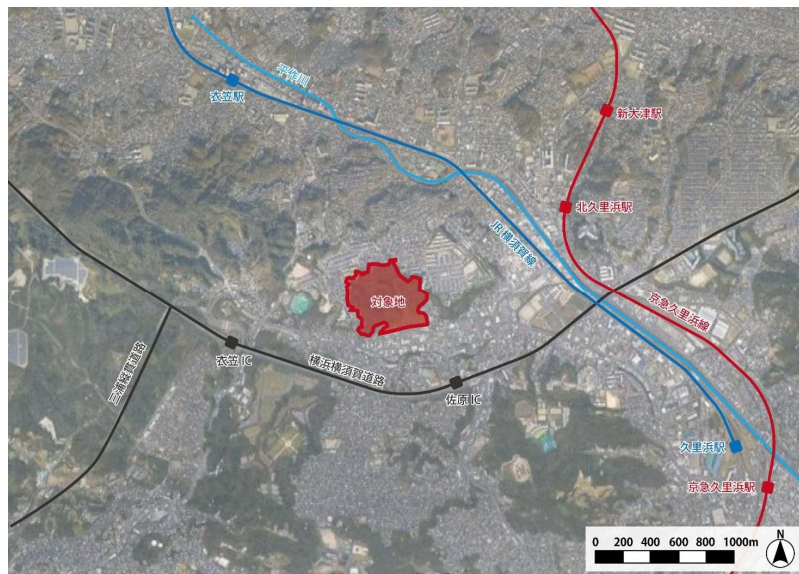 平作川
衣笠駅
新大津駅
北久里浜駅
JR 横須賀線
対象地
京急久里浜線
三浦縦貫道路
衣笠 IC
横浜横須賀道路
佐原 IC
久里浜駅
京急久里浜駅
0 200 400 600 800 1000m
N